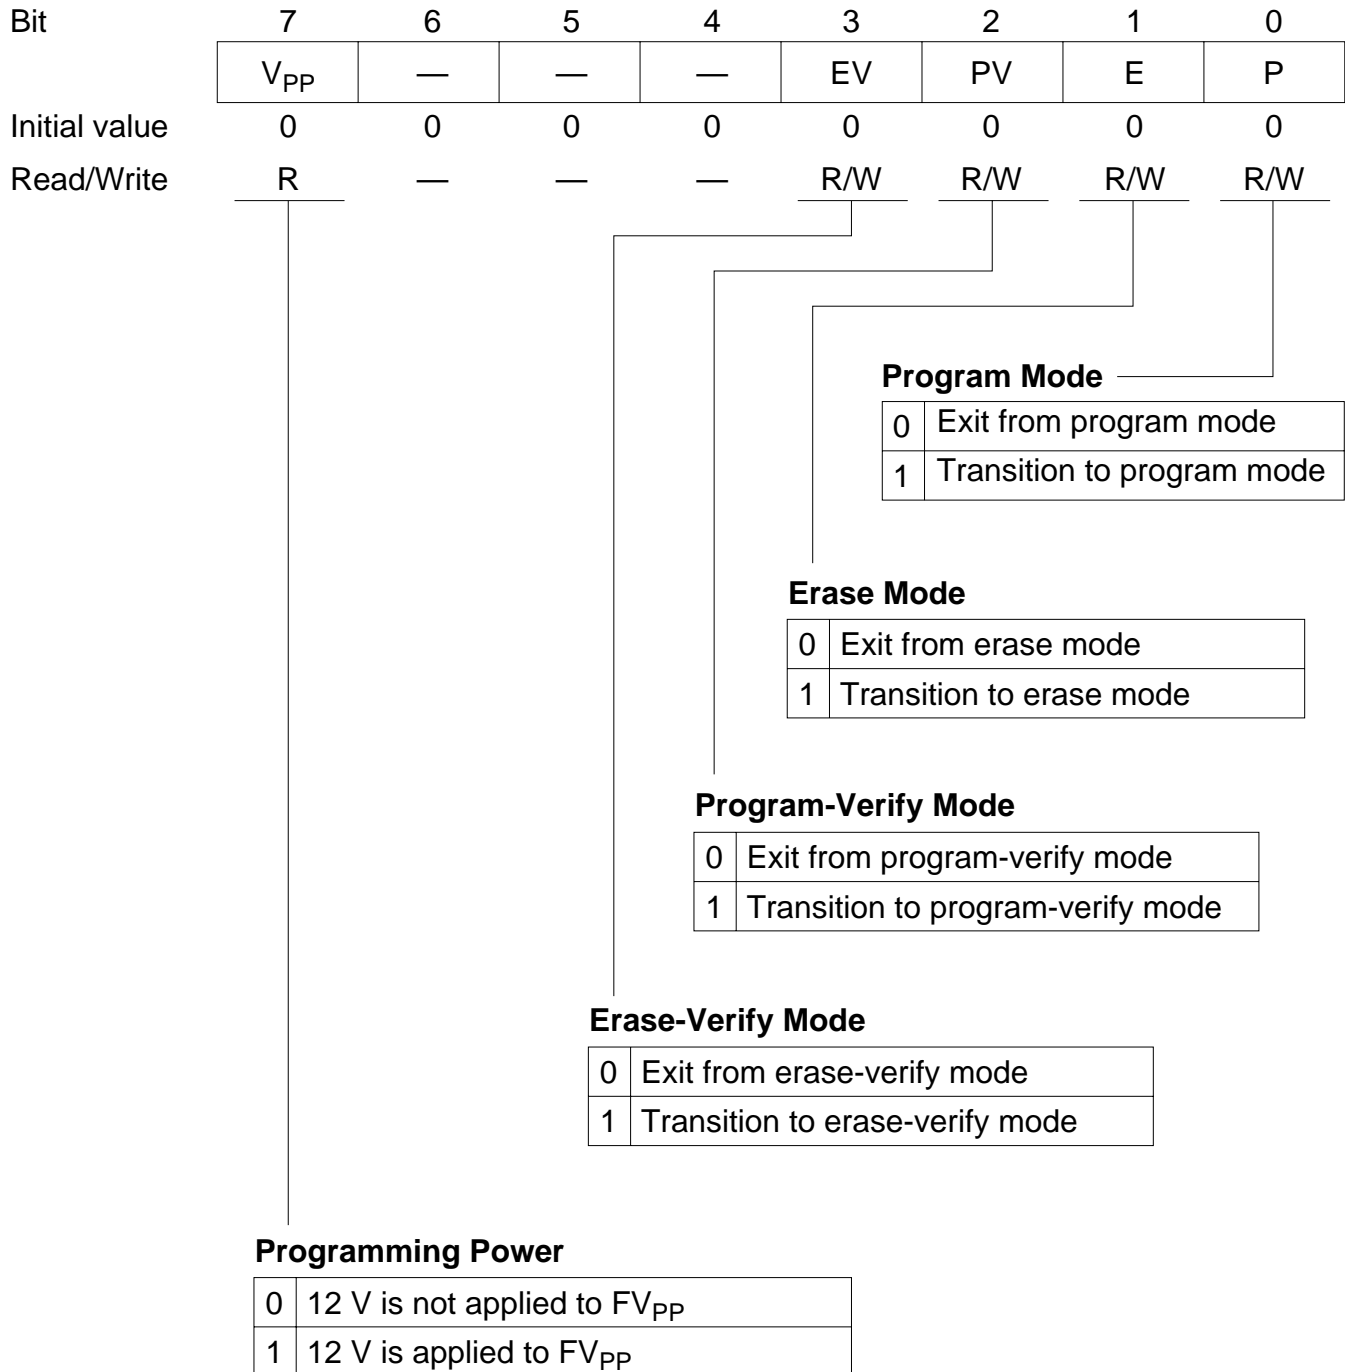 Bit 7 6 5 4 3 2 1 0
VPP — — — EV PV E P
Initial value 0 0 0 0 0 0 0 0
Read/Write R — — — R/W R/W R/W R/W
Program Mode
0 Exit from program mode
1 Transition to program mode
Erase Mode
0 Exit from erase mode
1 Transition to erase mode
Program-Verify Mode
0 Exit from program-verify mode
1 Transition to program-verify mode
Erase-Verify Mode
0 Exit from erase-verify mode
1 Transition to erase-verify mode
Programming Power
0 12 V is not applied to FVPP
1 12 V is applied to FVPP